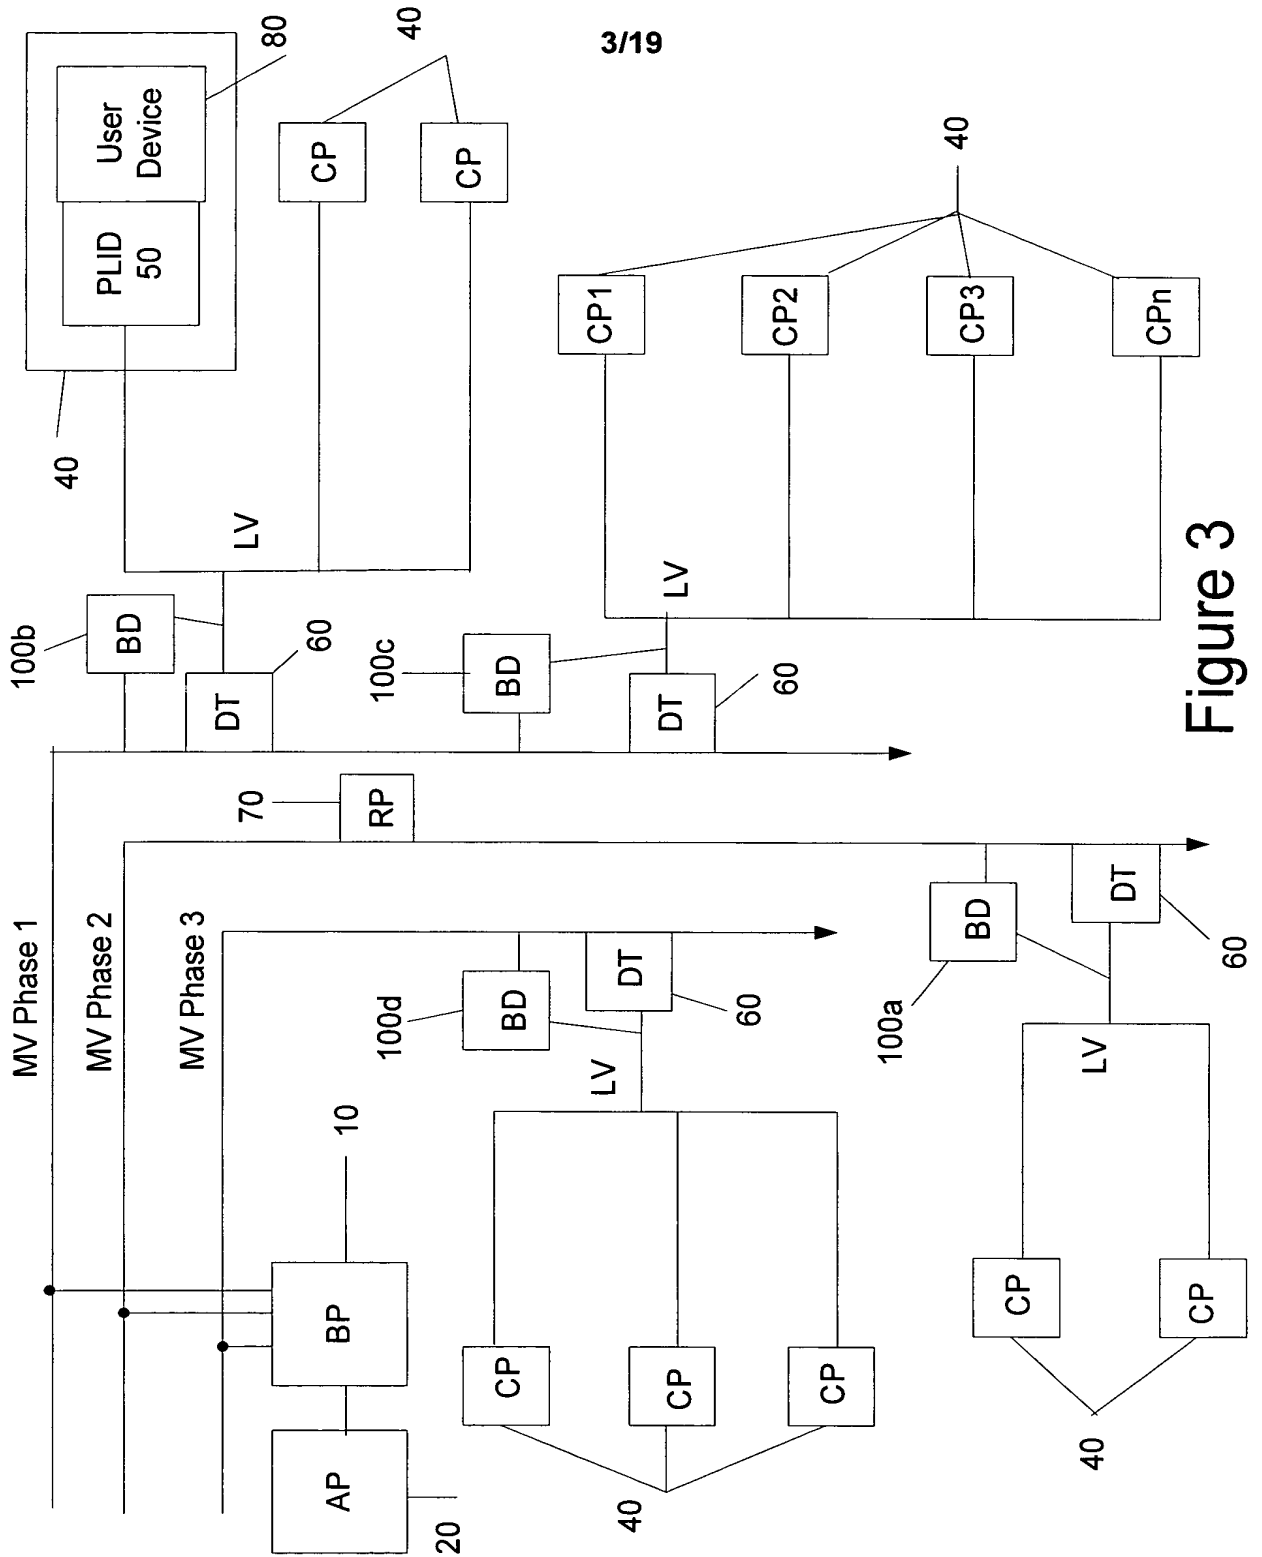 3/19
MV Phase 1
MV Phase 2
MV Phase 3
AP
20
BP
10
100b
BD
DT
60
LV
40
PLID
50
User
Device
80
CP
CP
40
100c
BD
DT
60
LV
CP1
CP2
CP3
CPn
40
70
RP
100d
BD
DT
60
LV
CP
CP
CP
40
100a
BD
DT
60
LV
CP
CP
40
Figure 3